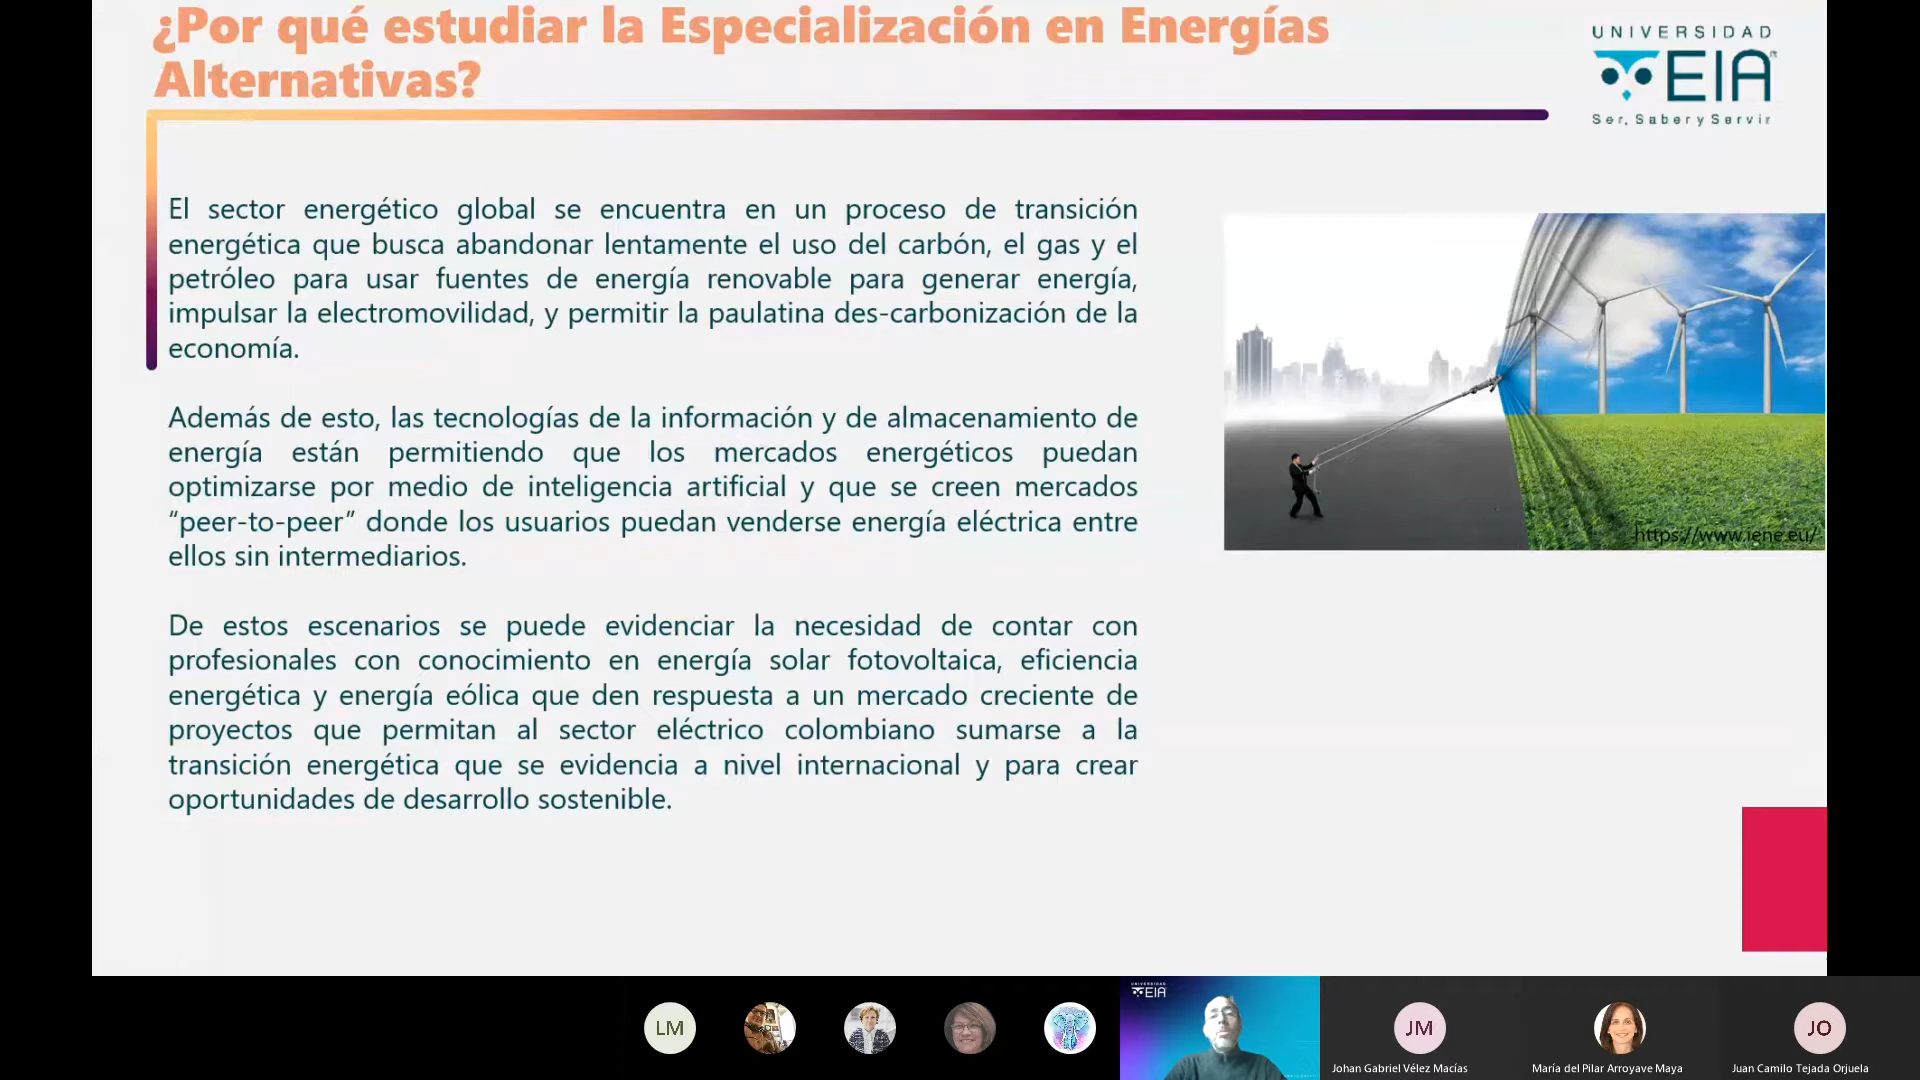 ¿Por qué estudiar la Especialización en Energías
Alternativas?
UNIVERSIDAD
EIA
Ser, Saber y Servir
El sector energético global se encuentra en un proceso de transición
energética que busca abandonar lentamente el uso del carbón, el gas y el
petróleo para usar fuentes de energía renovable para generar energía,
impulsar la electromovilidad, y permitir la paulatina des-carbonización de la
economía.
Además de esto, las tecnologías de la información y de almacenamiento de
energía están permitiendo que los mercados energéticos puedan
optimizarse por medio de inteligencia artificial y que se creen mercados
“peer-to-peer” donde los usuarios puedan venderse energía eléctrica entre
ellos sin intermediarios.
De estos escenarios se puede evidenciar la necesidad de contar con
profesionales con conocimiento en energía solar fotovoltaica, eficiencia
energética y energía eólica que den respuesta a un mercado creciente de
proyectos que permitan al sector eléctrico colombiano sumarse a la
transición energética que se evidencia a nivel internacional y para crear
oportunidades de desarrollo sostenible.
https://www.iene.eu/
LM
UNIVERSIDAD
EIA
JM
JO
Johan Gabriel Vélez Macías
María del Pilar Arroyave Maya
Juan Camilo Tejada Orjuela